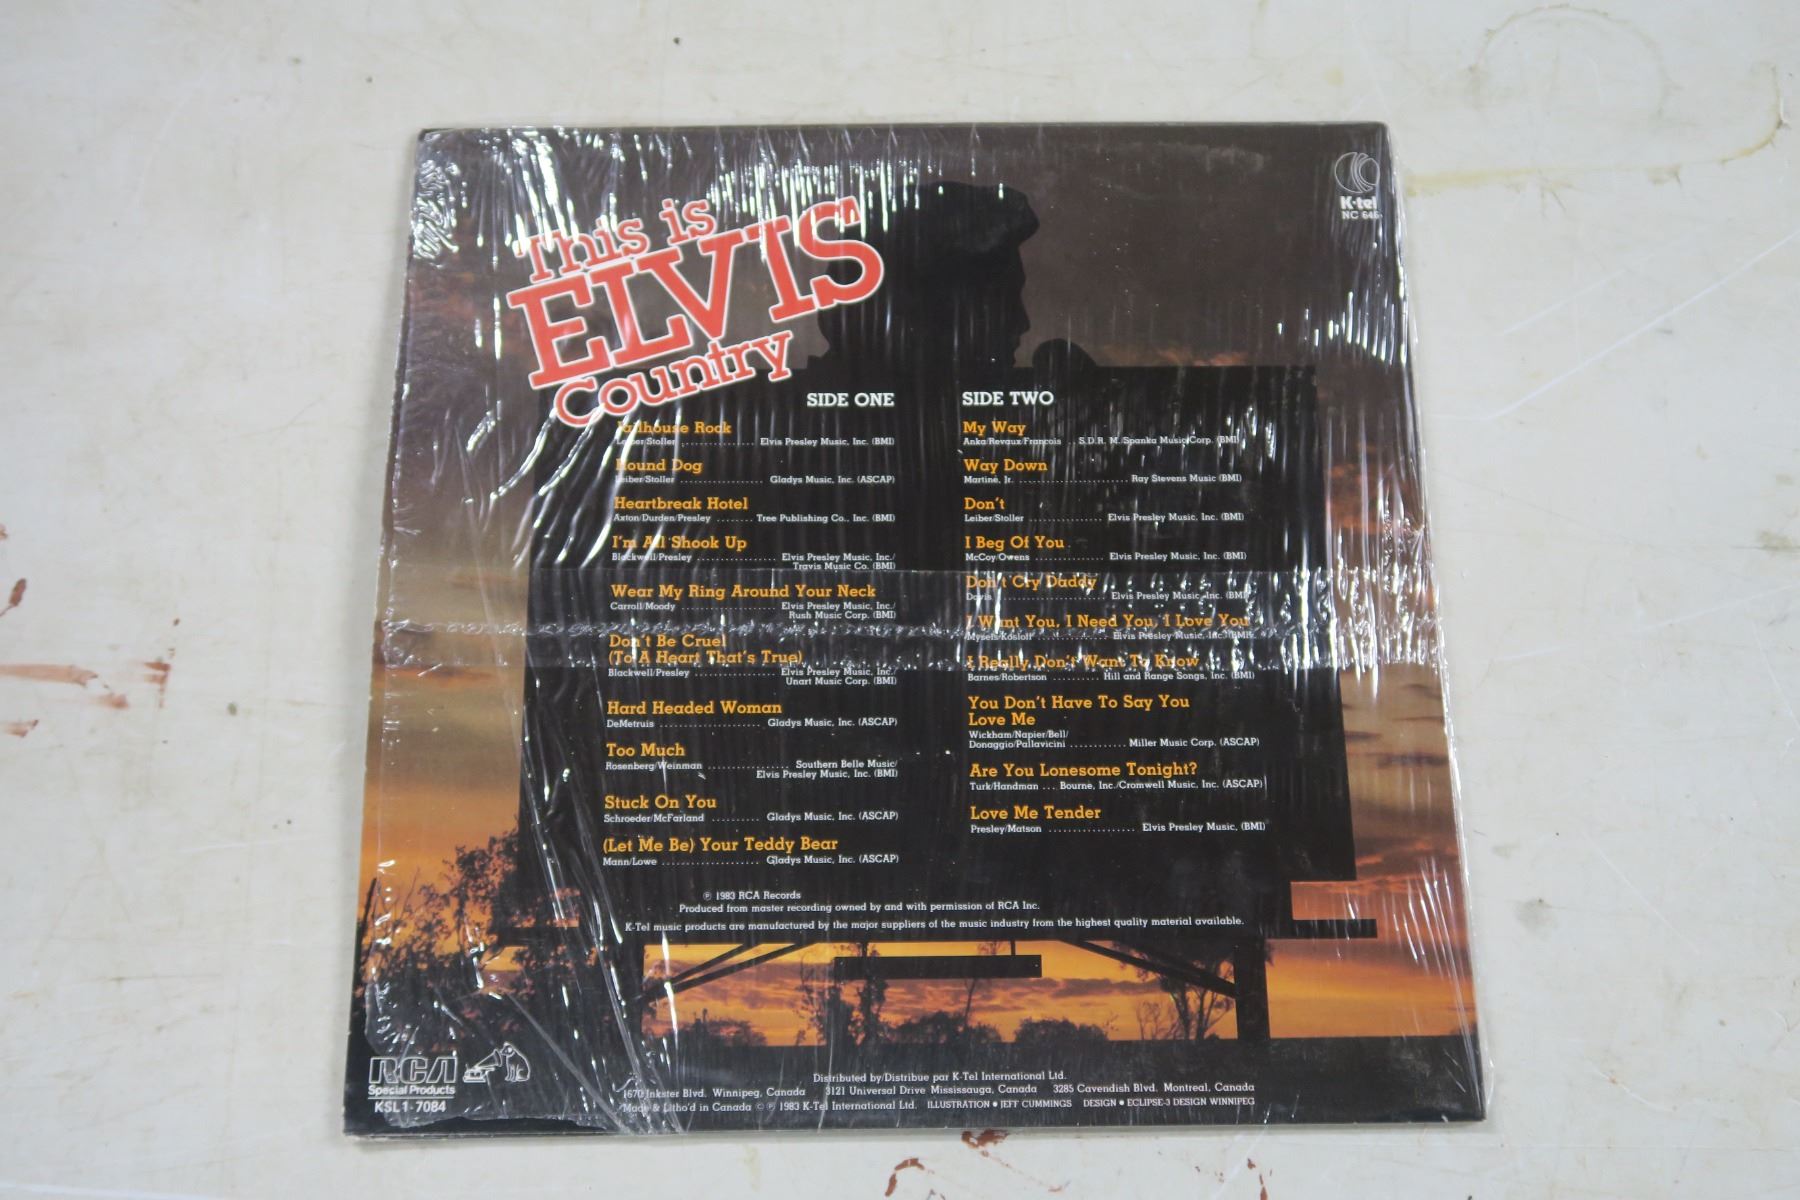 This is
ELVIS
Country
K-tel
NC 646
SIDE ONE
Jailhouse Rock
Leiber/Stoller .................. Elvis Presley Music, Inc. (BMI)
Hound Dog
Leiber/Stoller .................. Gladys Music, Inc. (ASCAP)
Heartbreak Hotel
Axton/Durden/Presley ........ Tree Publishing Co., Inc. (BMI)
I'm All Shook Up
Blackwell/Presley ................. Elvis Presley Music, Inc./
Travis Music Co. (BMI)
Wear My Ring Around Your Neck
Carroll/Moody .................... Elvis Presley Music, Inc./
Rush Music Corp. (BMI)
Don't Be Cruel
(To A Heart That's True)
Blackwell/Presley ................. Elvis Presley Music, Inc./
Unart Music Corp. (BMI)
Hard Headed Woman
DeMetruis ..................... Gladys Music, Inc. (ASCAP)
Too Much
Rosenberg/Weinman ................. Southern Belle Music/
Elvis Presley Music, Inc. (BMI)
Stuck On You
Schroeder/McFarland .......... Gladys Music, Inc. (ASCAP)
(Let Me Be) Your Teddy Bear
Mann/Lowe ..................... Gladys Music, Inc. (ASCAP)
SIDE TWO
My Way
Anka/Revaux/Francois .. S.D.R. M./Spanka Music Corp. (BMI)
Way Down
Martine, Jr. ....................... Ray Stevens Music (BMI)
Don't
Leiber/Stoller ................ Elvis Presley Music, Inc. (BMI)
I Beg Of You
McCoy/Owens ............... Elvis Presley Music, Inc. (BMI)
Don't Cry Daddy
Davis ....................... Elvis Presley Music, Inc. (BMI)
I Want You, I Need You, I Love You
Mysels/Kosloff ................ Elvis Presley Music, Inc. (BMI)
I Really Don't Want To Know
Barnes/Robertson .......... Hill and Range Songs, Inc. (BMI)
You Don't Have To Say You
Love Me
Wickham/Napier/Bell/
Donaggio/Pallavicini ............ Miller Music Corp. (ASCAP)
Are You Lonesome Tonight?
Turk/Handman ... Bourne, Inc./Cromwell Music, Inc. (ASCAP)
Love Me Tender
Presley/Matson .................. Elvis Presley Music, (BMI)
℗ 1983 RCA Records
Produced from master recording owned by and with permission of RCA Inc.
K-Tel music products are manufactured by the major suppliers of the music industry from the highest quality material available.
RCA
Special Products
KSL1-7084
Distributed by/Distribue par K-Tel International Ltd.
1670 Inkster Blvd. Winnipeg, Canada 3121 Universal Drive Mississauga, Canada 3285 Cavendish Blvd. Montreal, Canada
Made & Litho'd in Canada ©℗ 1983 K-Tel International Ltd. ILLUSTRATION ● JEFF CUMMINGS DESIGN ● ECLIPSE-3 DESIGN WINNIPEG